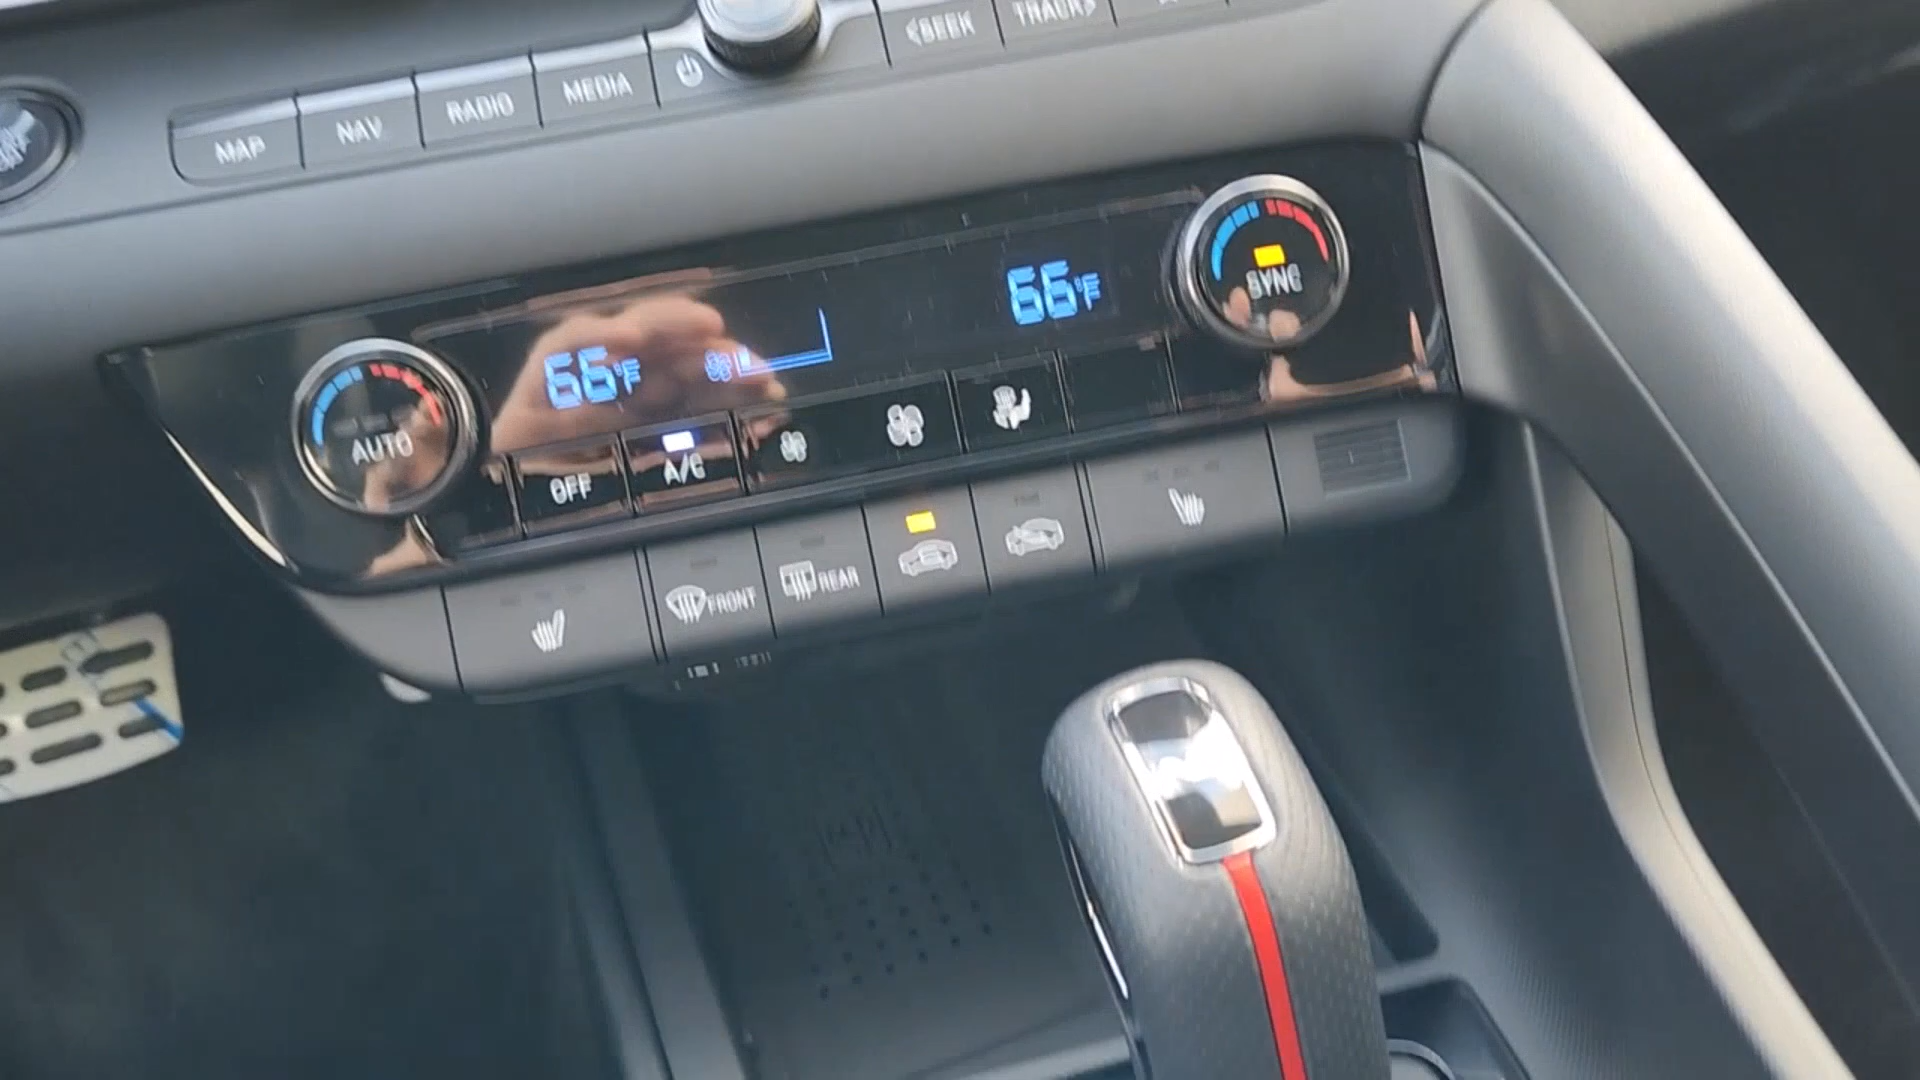 MAP NAV RADIO MEDIA <SEEK TRACK>
66°F 66°F SYNC
AUTO OFF A/C
FRONT REAR